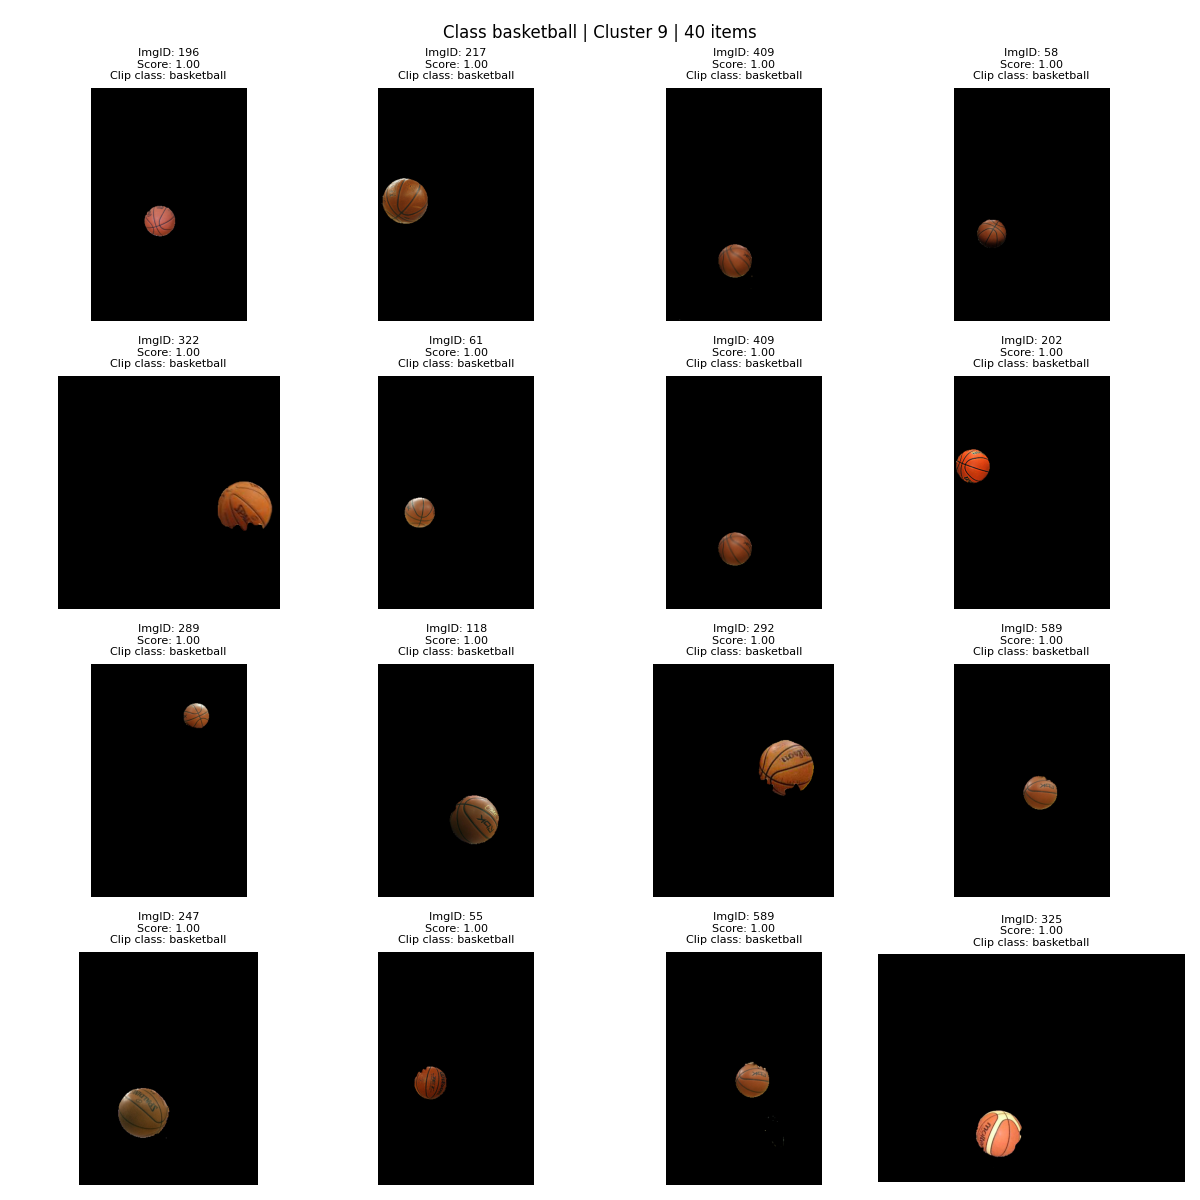 Class basketball | Cluster 9 | 40 items
ImgID: 196
Score: 1.00
Clip class: basketball
ImgID: 217
Score: 1.00
Clip class: basketball
ImgID: 409
Score: 1.00
Clip class: basketball
ImgID: 58
Score: 1.00
Clip class: basketball
ImgID: 322
Score: 1.00
Clip class: basketball
ImgID: 61
Score: 1.00
Clip class: basketball
ImgID: 409
Score: 1.00
Clip class: basketball
ImgID: 202
Score: 1.00
Clip class: basketball
ImgID: 289
Score: 1.00
Clip class: basketball
ImgID: 118
Score: 1.00
Clip class: basketball
ImgID: 292
Score: 1.00
Clip class: basketball
Wilson
ImgID: 589
Score: 1.00
Clip class: basketball
ImgID: 247
Score: 1.00
Clip class: basketball
ImgID: 55
Score: 1.00
Clip class: basketball
ImgID: 589
Score: 1.00
Clip class: basketball
ImgID: 325
Score: 1.00
Clip class: basketball